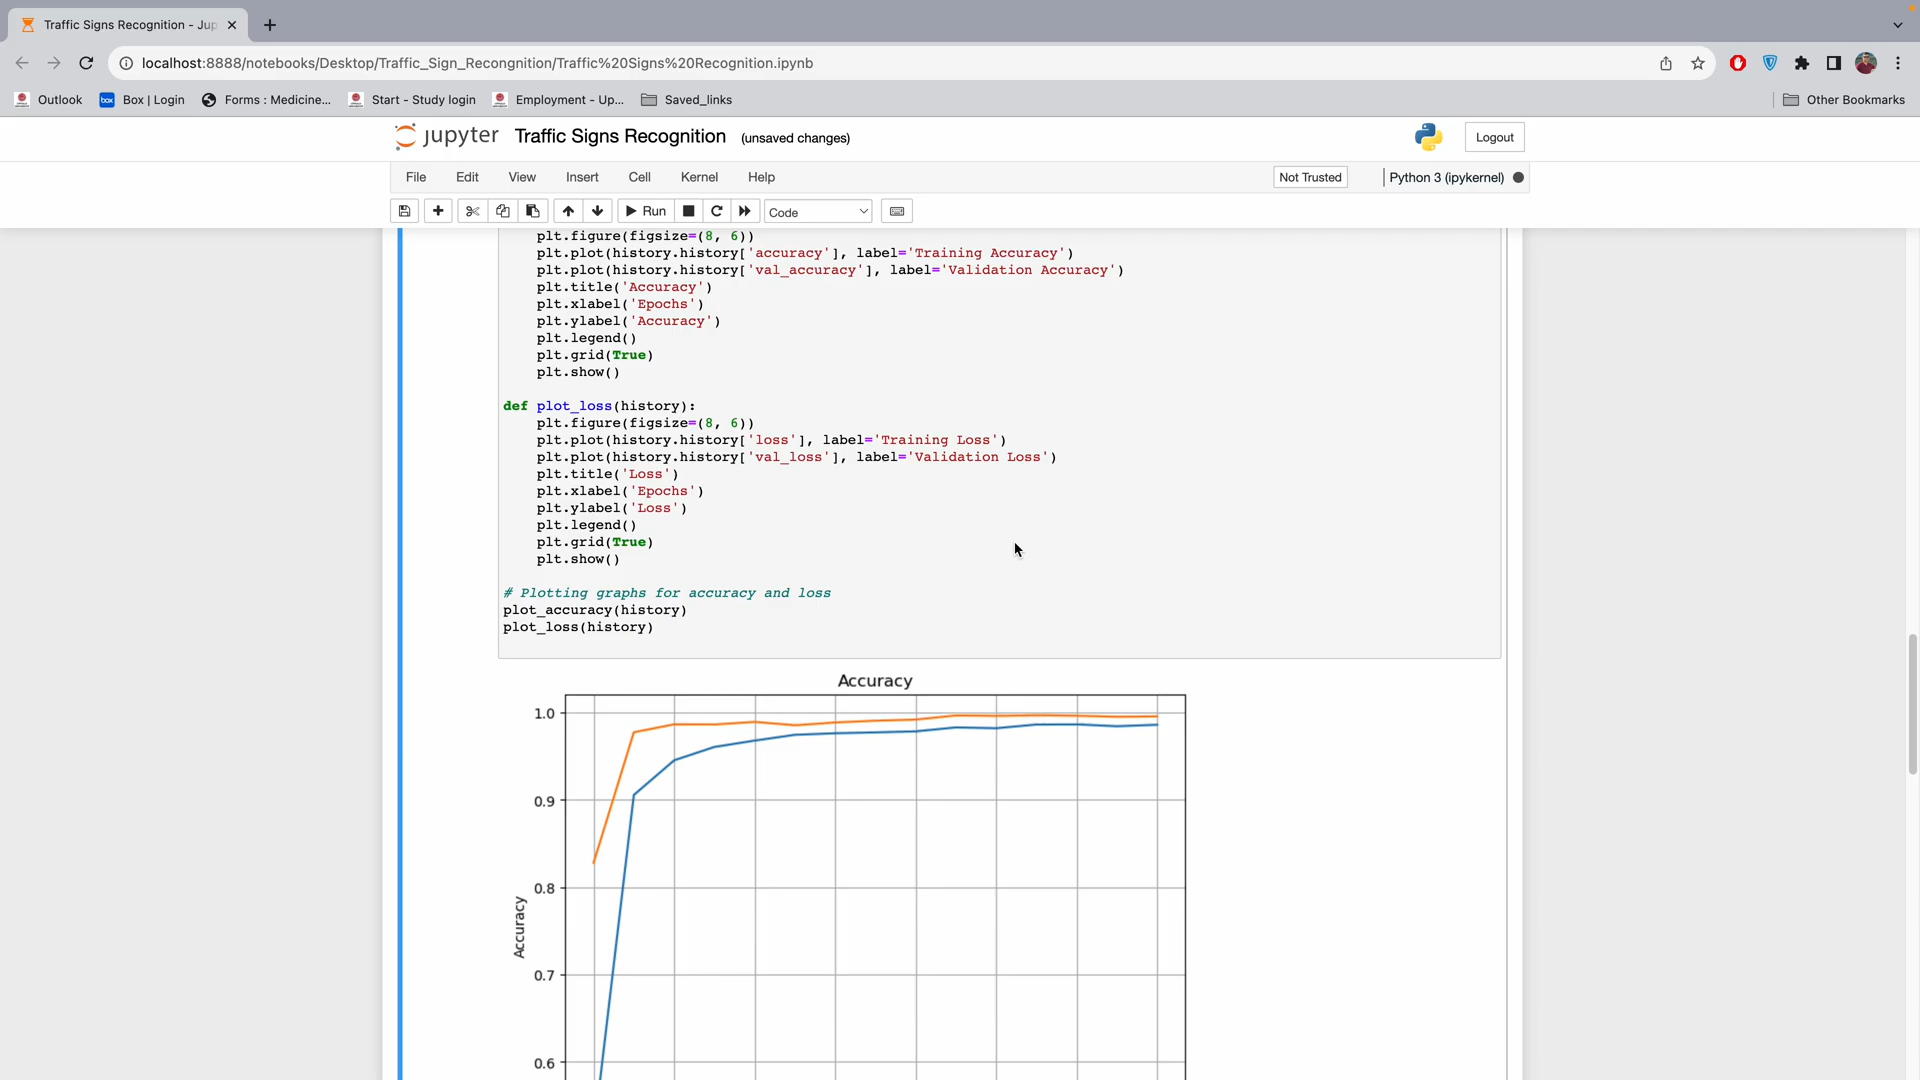 Traffic Signs Recognition - Jup
localhost:8888/notebooks/Desktop/Traffic_Sign_Recongnition/Traffic%20Signs%20Recognition.ipynb
Outlook
box
Box | Login
Forms : Medicine...
Start - Study login
Employment - Up...
Saved_links
Other Bookmarks
jupyter Traffic Signs Recognition (unsaved changes)
Logout
File Edit View Insert Cell Kernel Help
Not Trusted
Python 3 (ipykernel)
Run
Code
plt.figure(figsize=(8, 6))
plt.plot(history.history['accuracy'], label='Training Accuracy')
plt.plot(history.history['val_accuracy'], label='Validation Accuracy')
plt.title('Accuracy')
plt.xlabel('Epochs')
plt.ylabel('Accuracy')
plt.legend()
plt.grid(True)
plt.show()
def plot_loss(history):
plt.figure(figsize=(8, 6))
plt.plot(history.history['loss'], label='Training Loss')
plt.plot(history.history['val_loss'], label='Validation Loss')
plt.title('Loss')
plt.xlabel('Epochs')
plt.ylabel('Loss')
plt.legend()
plt.grid(True)
plt.show()
# Plotting graphs for accuracy and loss
plot_accuracy(history)
plot_loss(history)
Accuracy
1.0
0.9
0.8
Accuracy
0.7
0.6